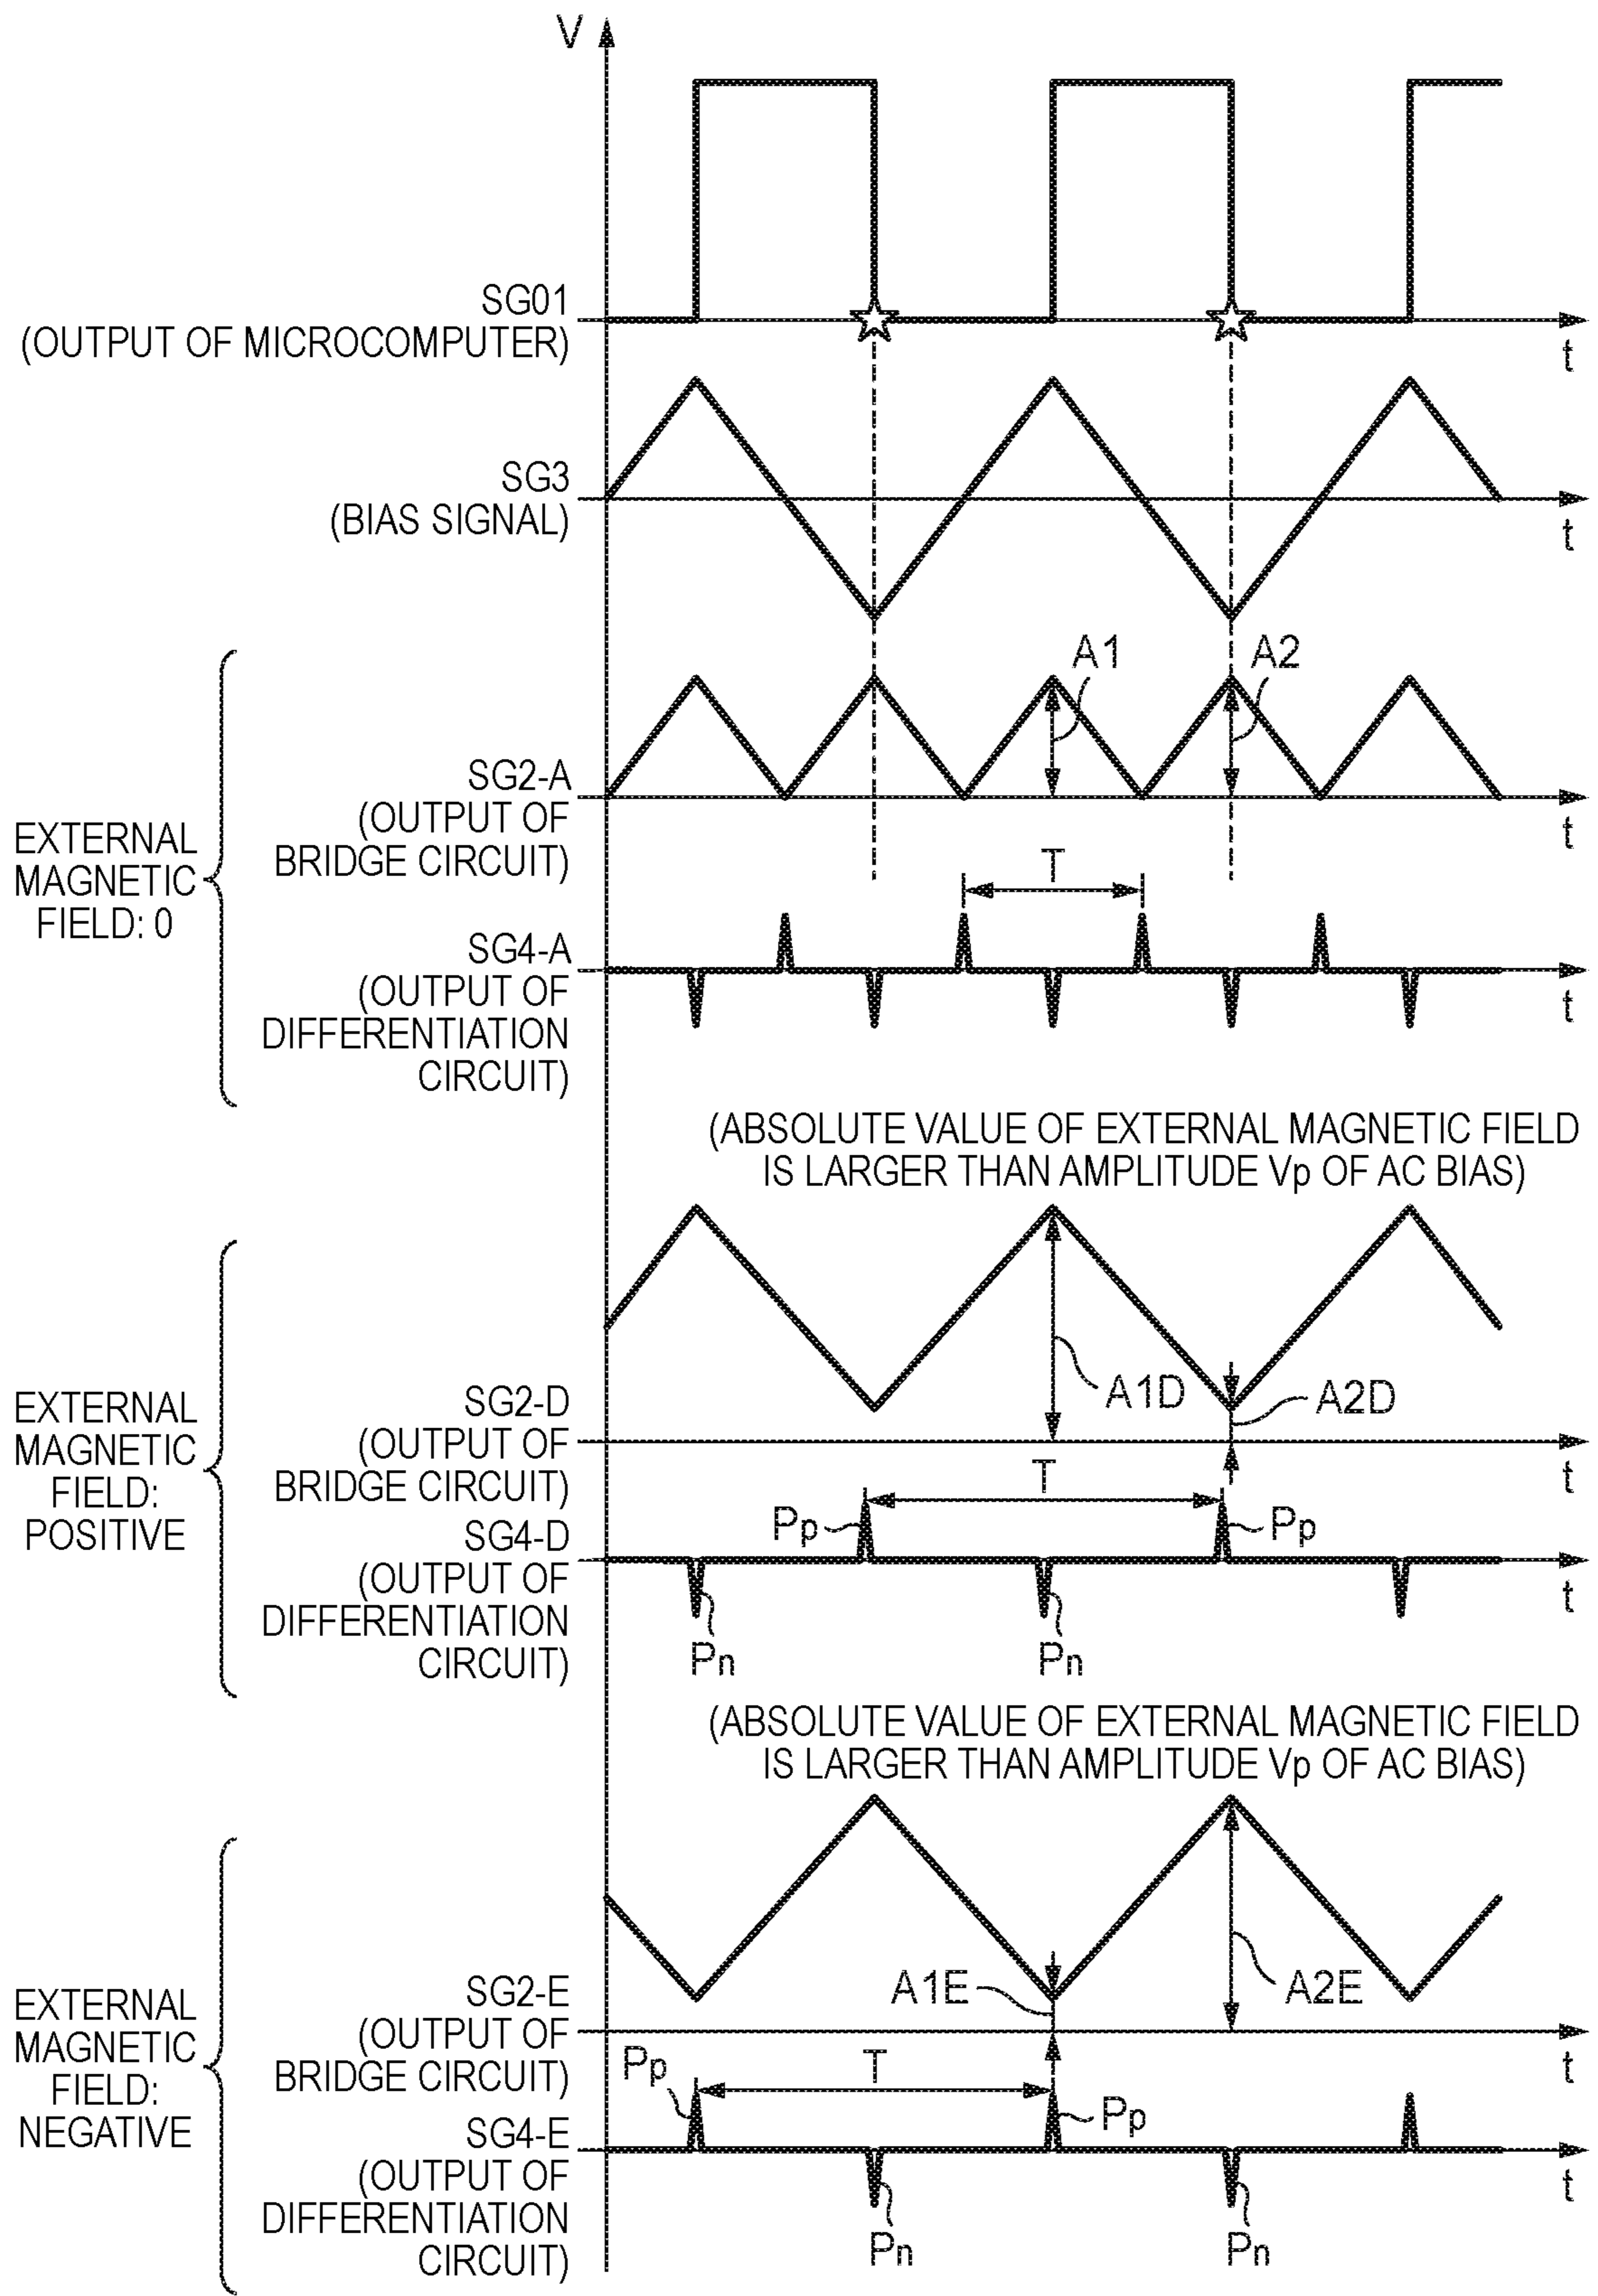 V
SG01
(OUTPUT OF MICROCOMPUTER)
t
SG3
(BIAS SIGNAL)
t
A1
A2
EXTERNAL
MAGNETIC
FIELD: 0
SG2-A
(OUTPUT OF
BRIDGE CIRCUIT)
t
T
SG4-A
(OUTPUT OF
DIFFERENTIATION
CIRCUIT)
t
(ABSOLUTE VALUE OF EXTERNAL MAGNETIC FIELD
IS LARGER THAN AMPLITUDE Vp OF AC BIAS)
EXTERNAL
MAGNETIC
FIELD:
POSITIVE
SG2-D
(OUTPUT OF
BRIDGE CIRCUIT)
A1D
A2D
t
T
Pp
Pp
SG4-D
(OUTPUT OF
DIFFERENTIATION
CIRCUIT)
t
Pn
Pn
(ABSOLUTE VALUE OF EXTERNAL MAGNETIC FIELD
IS LARGER THAN AMPLITUDE Vp OF AC BIAS)
EXTERNAL
MAGNETIC
FIELD:
NEGATIVE
SG2-E
(OUTPUT OF
BRIDGE CIRCUIT)
A1E
A2E
t
Pp
T
Pp
SG4-E
(OUTPUT OF
DIFFERENTIATION
CIRCUIT)
t
Pn
Pn